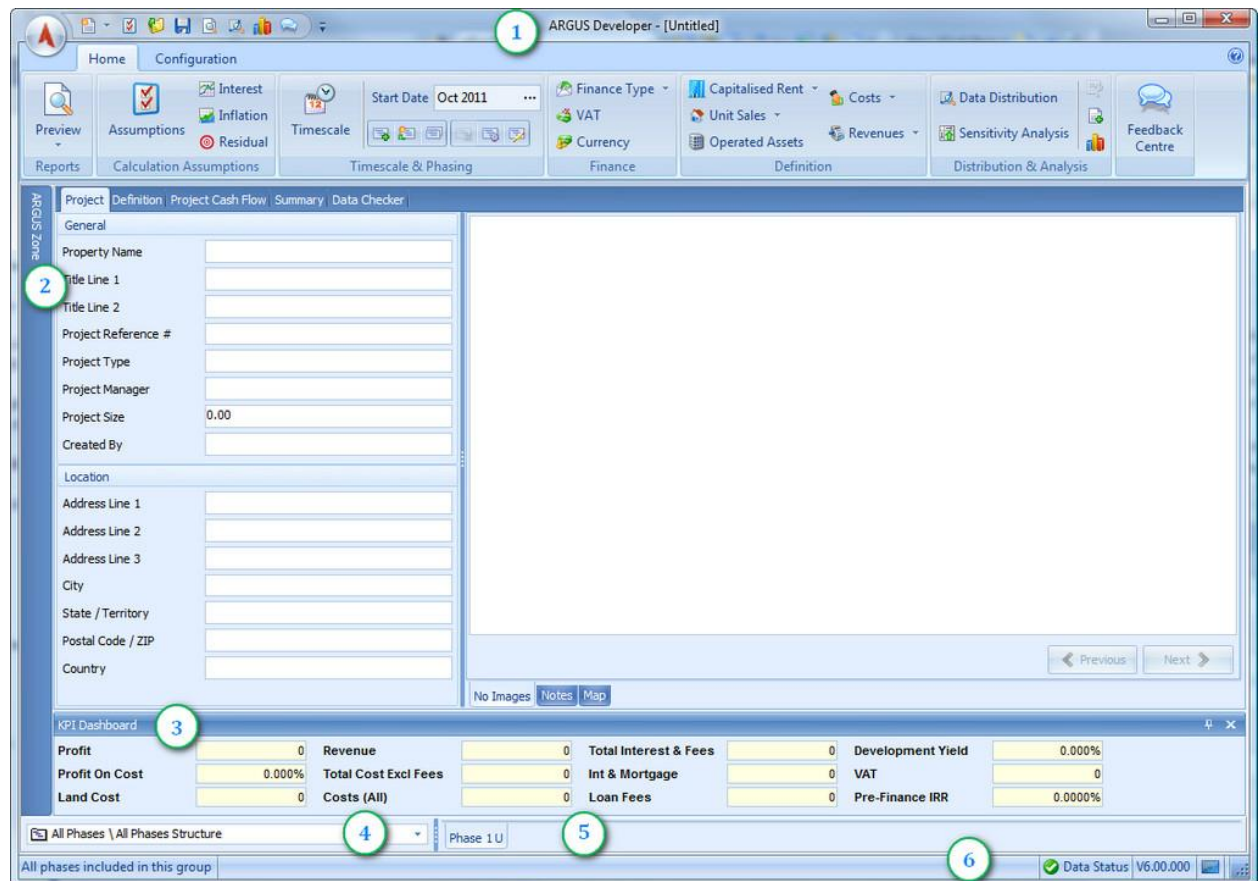 1
ARGUS Developer - [Untitled]
Home Configuration
Preview
Assumptions
Interest
Inflation
Residual
Timescale
12
Start Date Oct 2011 ...
Finance Type
VAT
Currency
Capitalised Rent
Unit Sales
Operated Assets
Costs
Revenues
Data Distribution
Sensitivity Analysis
Feedback
Centre
Reports Calculation Assumptions Timescale & Phasing Finance Definition Distribution & Analysis
ARGUS Zone
2
Project Definition Project Cash Flow Summary Data Checker
General
Property Name
Title Line 1
Title Line 2
Project Reference #
Project Type
Project Manager
Project Size 0.00
Created By
Location
Address Line 1
Address Line 2
Address Line 3
City
State / Territory
Postal Code / ZIP
Country
Previous Next
No Images Notes Map
KPI Dashboard 3
Profit 0 Revenue 0 Total Interest & Fees 0 Development Yield 0.000%
Profit On Cost 0.000% Total Cost Excl Fees 0 Int & Mortgage 0 VAT 0
Land Cost 0 Costs (All) 0 Loan Fees 0 Pre-Finance IRR 0.0000%
All Phases \ All Phases Structure 4 Phase 1 U 5
All phases included in this group 6 Data Status V6.00.000